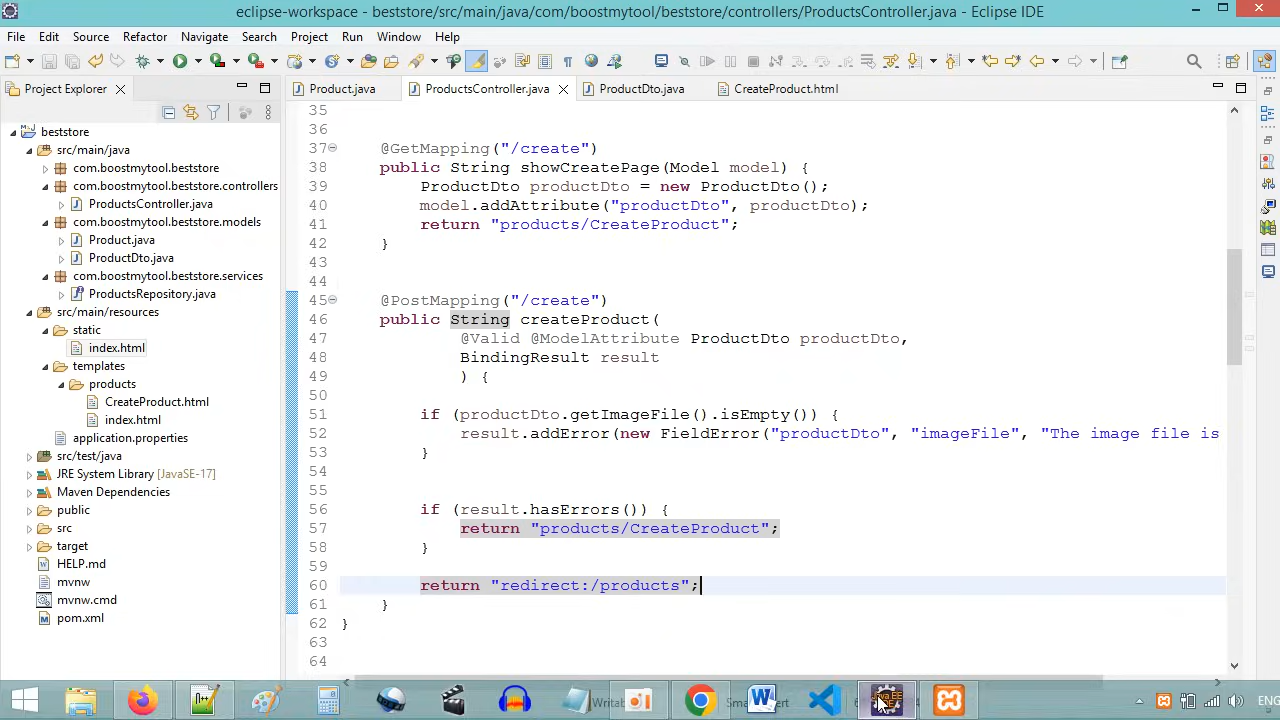 eclipse-workspace - beststore/src/main/java/com/boostmytool/beststore/controllers/ProductsController.java - Eclipse IDE
File Edit Source Refactor Navigate Search Project Run Window Help
Project Explorer
Product.java ProductsController.java ProductDto.java CreateProduct.html
beststore
src/main/java
com.boostmytool.beststore
com.boostmytool.beststore.controllers
ProductsController.java
com.boostmytool.beststore.models
Product.java
ProductDto.java
com.boostmytool.beststore.services
ProductsRepository.java
src/main/resources
static
index.html
templates
products
CreateProduct.html
index.html
application.properties
src/test/java
JRE System Library [JavaSE-17]
Maven Dependencies
public
src
target
HELP.md
mvnw
mvnw.cmd
pom.xml
35
36
37 @GetMapping("/create")
38 public String showCreatePage(Model model) {
39 ProductDto productDto = new ProductDto();
40 model.addAttribute("productDto", productDto);
41 return "products/CreateProduct";
42 }
43
44
45 @PostMapping("/create")
46 public String createProduct(
47 @Valid @ModelAttribute ProductDto productDto,
48 BindingResult result
49 ) {
50
51 if (productDto.getImageFile().isEmpty()) {
52 result.addError(new FieldError("productDto", "imageFile", "The image file is
53 }
54
55
56 if (result.hasErrors()) {
57 return "products/CreateProduct";
58 }
59
60 return "redirect:/products";
61 }
62 }
63
64